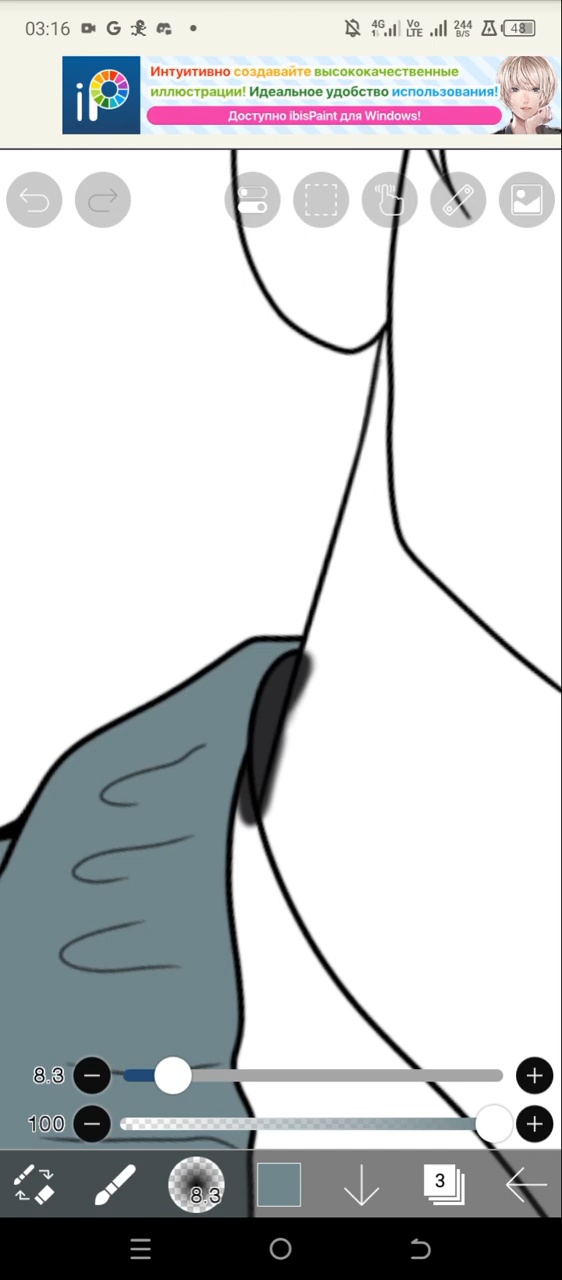 03:16 G 4G Vo LTE 244 B/S 48
iP
Интуитивно создавайте высококачественные
иллюстрации! Идеальное удобство использования!
Доступно ibisPaint для Windows!
8.3
100
8.3 3